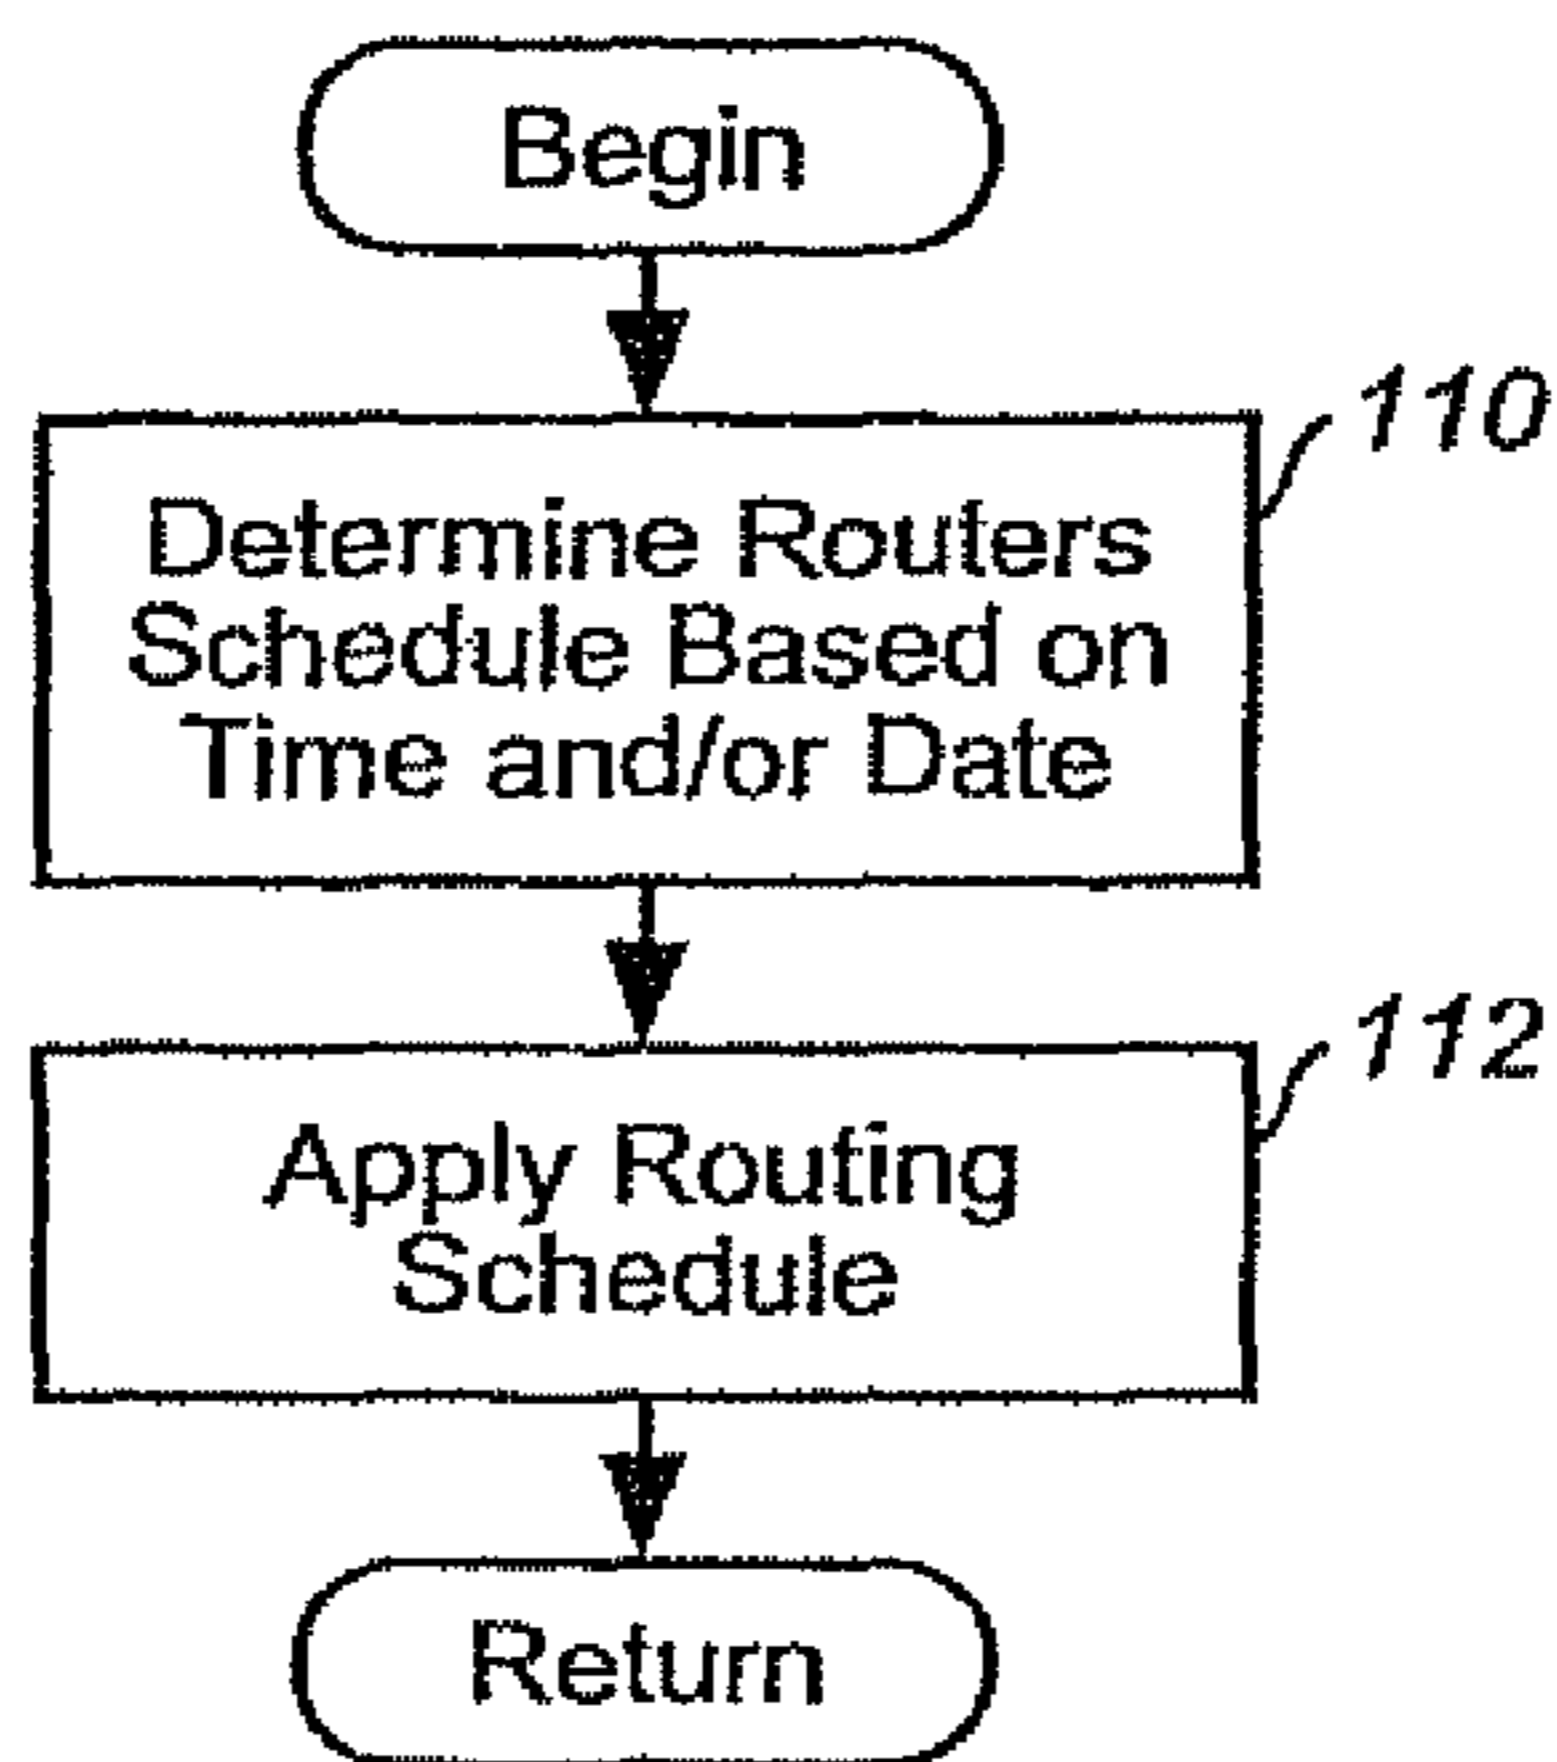 Begin
110
Determine Routers
Schedule Based on
Time and/or Date
112
Apply Routing
Schedule
Return